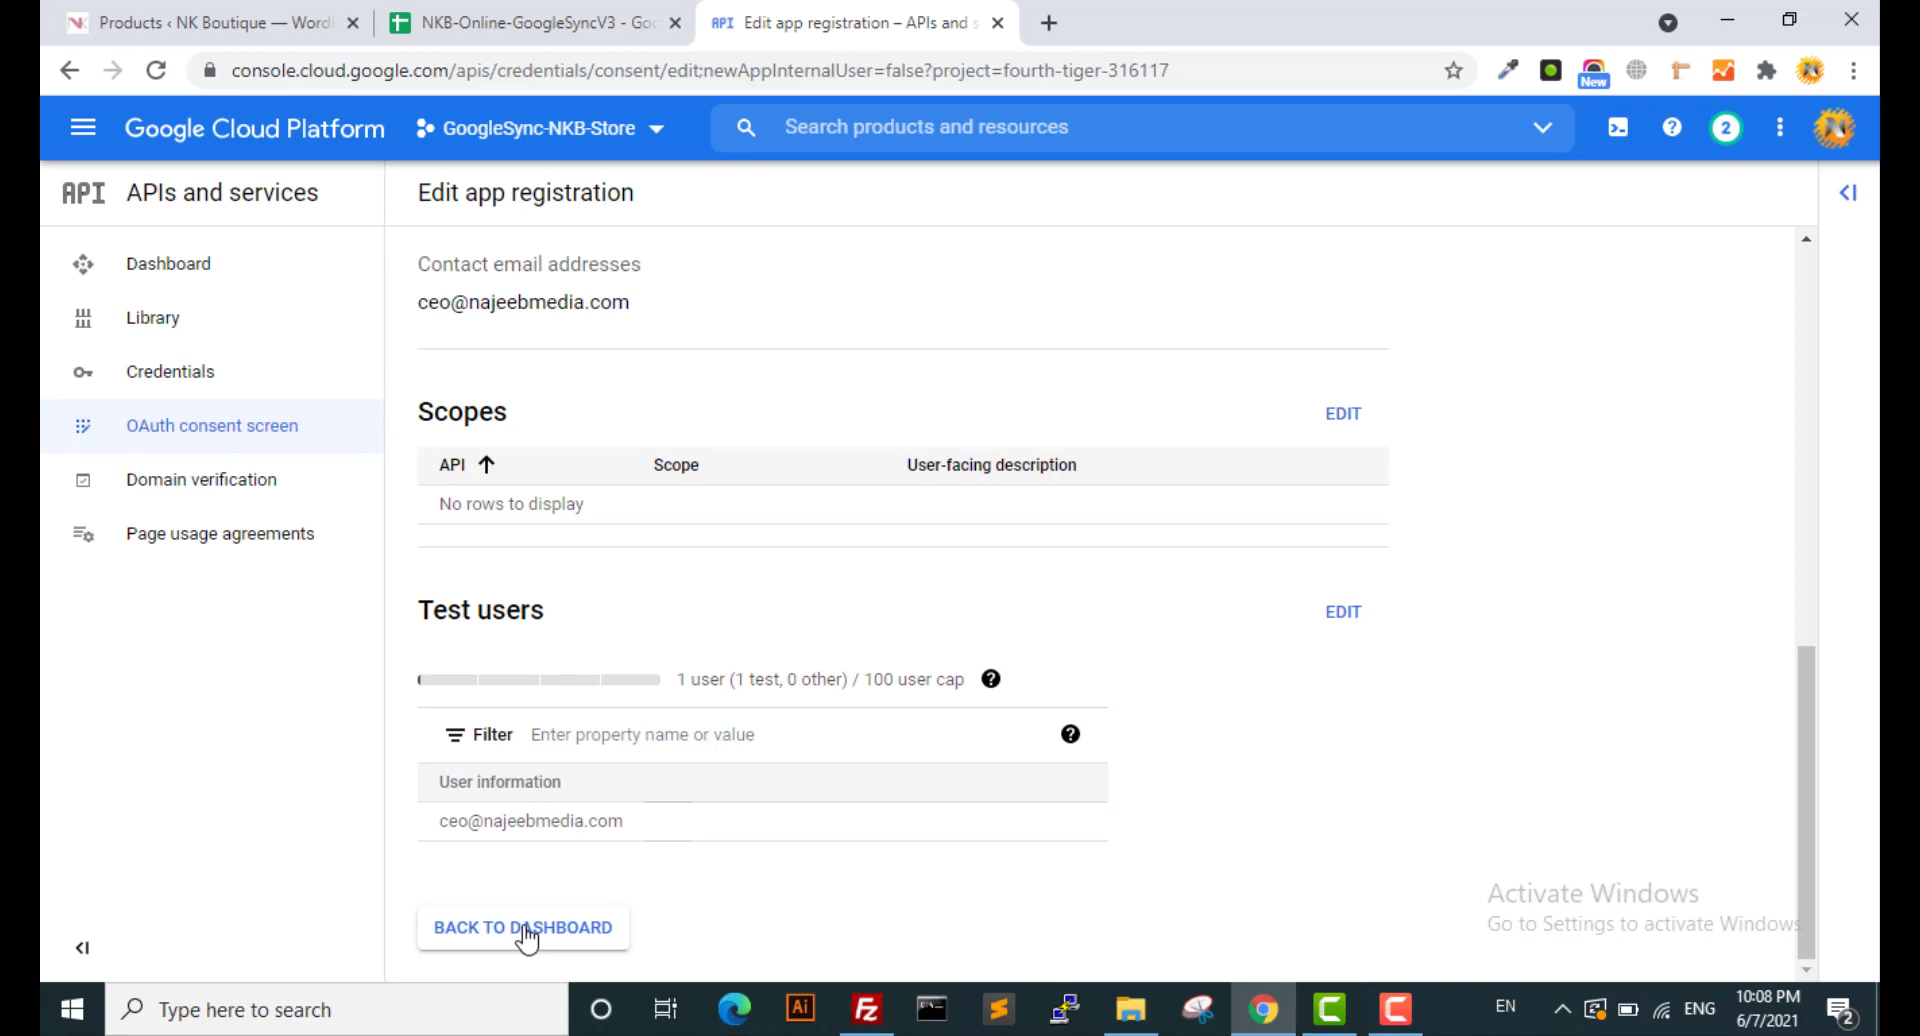 Products ‹ NK Boutique — Word
NKB-Online-GoogleSyncV3 - Goo
API Edit app registration – APIs and s
console.cloud.google.com/apis/credentials/consent/edit;newAppInternalUser=false?project=fourth-tiger-316117
New
Google Cloud Platform
GoogleSync-NKB-Store
Search products and resources
2
API APIs and services
Edit app registration
Dashboard
Library
Credentials
OAuth consent screen
Domain verification
Page usage agreements
Contact email addresses
ceo@najeebmedia.com
Scopes
EDIT
API
Scope
User-facing description
No rows to display
Test users
EDIT
1 user (1 test, 0 other) / 100 user cap
Filter
Enter property name or value
User information
ceo@najeebmedia.com
BACK TO DASHBOARD
Activate Windows
Go to Settings to activate Windows.
Type here to search
Ai
Fz
EN
ENG
10:08 PM
6/7/2021
2